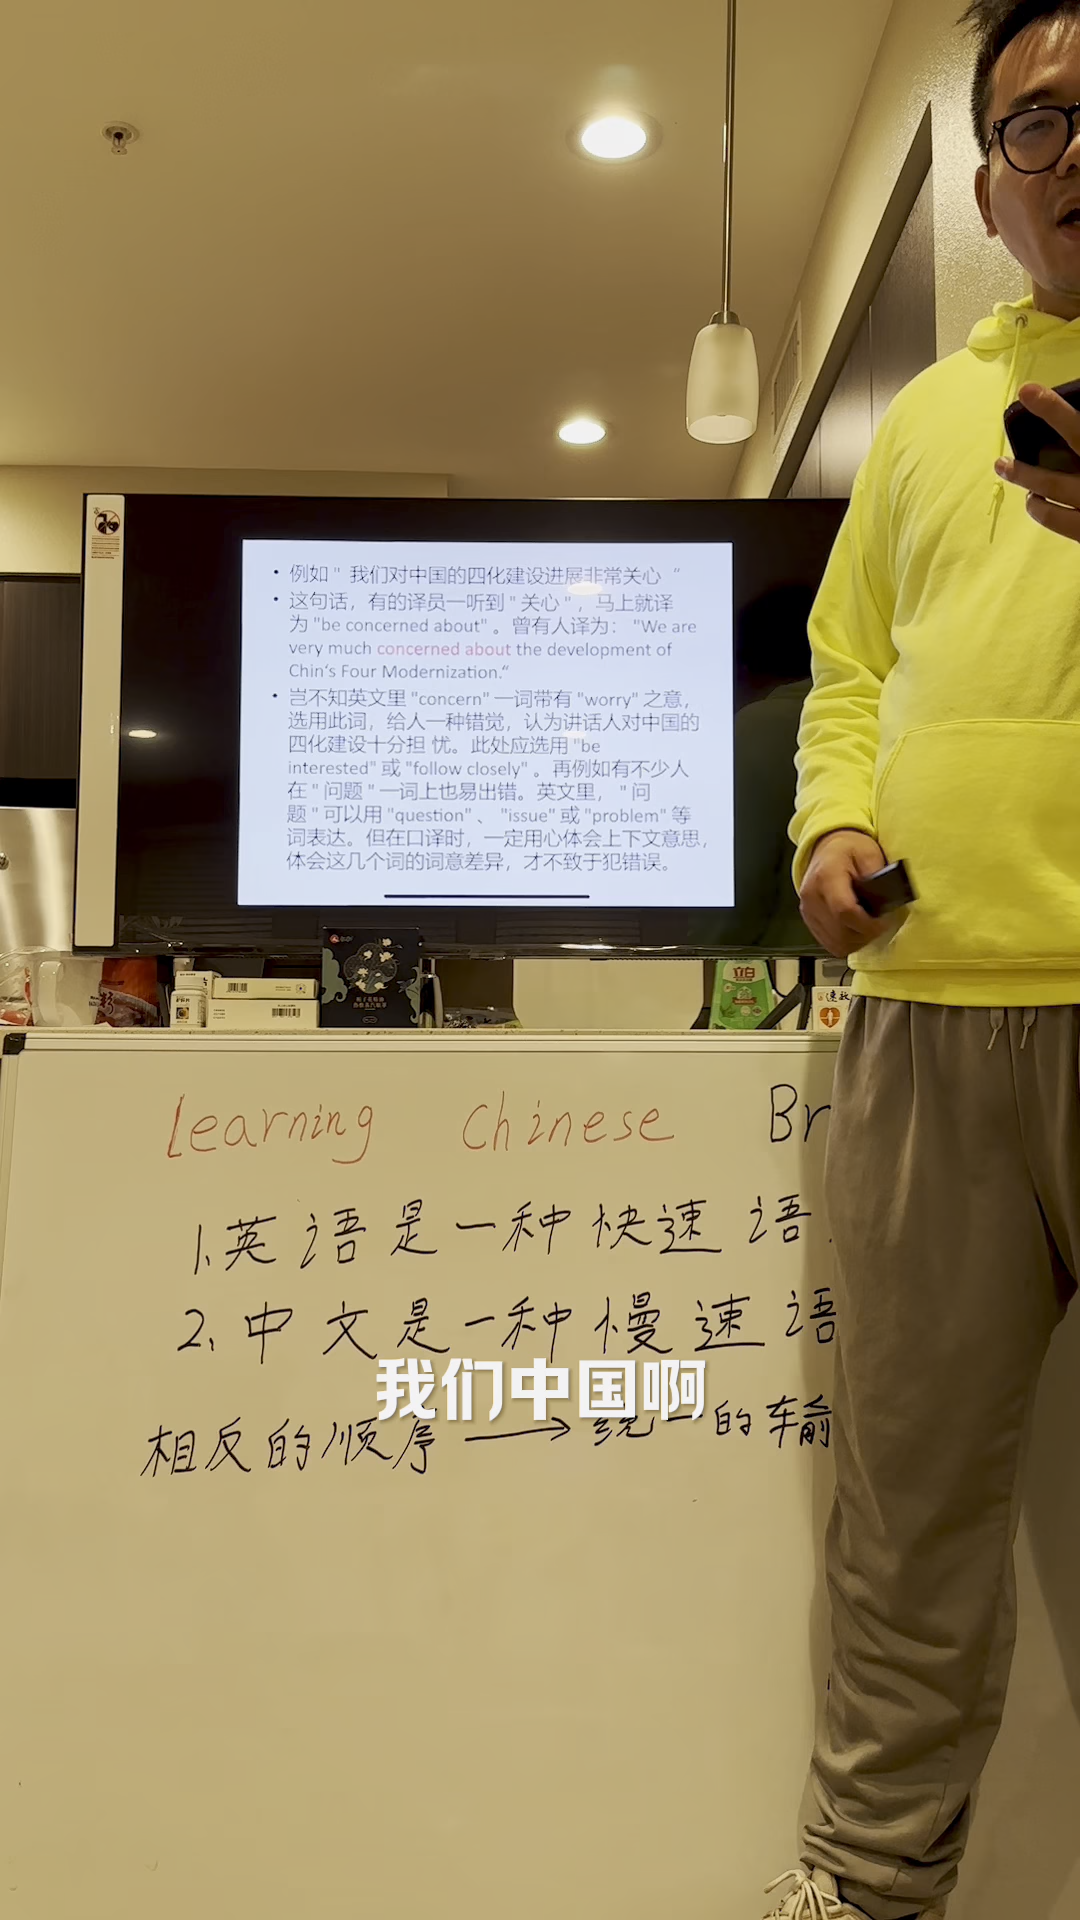 • 例如 " 我们对中国的四化建设进展非常关心 "
• 这句话，有的译员一听到 " 关心 " ，马上就译
为 "be concerned about" 。曾有人译为： "We are
very much concerned about the development of
Chin's Four Modernization."
• 岂不知英文里 "concern" 一词带有 "worry" 之意，
选用此词，给人一种错觉，认为讲话人对中国的
四化建设十分担 忧。此处应选用 "be
interested" 或 "follow closely" 。再例如有不少人
在 " 问题 " 一词上也易出错。英文里， " 问
题 " 可以用 "question" 、 "issue" 或 "problem" 等
词表达。但在口译时，一定用心体会上下文意思，
体会这几个词的词意差异，才不致于犯错误。
立白
速效
learning Chinese Br
1、英语是一种快速语
2、中文是一种慢速语
我们中国啊
相反的顺序 → 统一的输